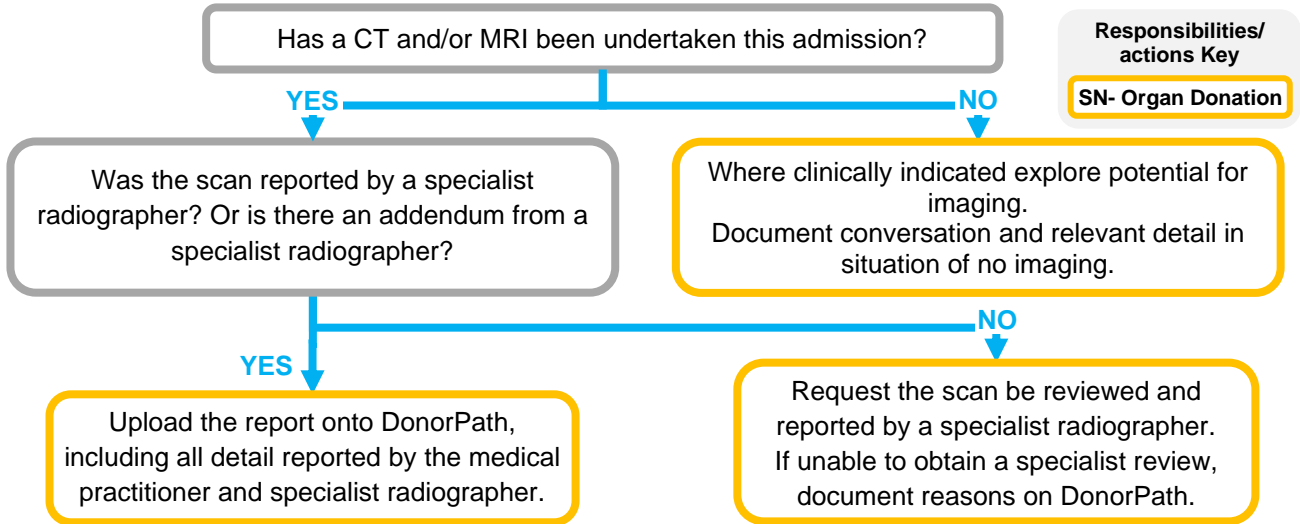 Has a CT and/or MRI been undertaken this admission?
Responsibilities/
actions Key
SN- Organ Donation
YES
NO
Was the scan reported by a specialist
radiographer? Or is there an addendum from a
specialist radiographer?
Where clinically indicated explore potential for
imaging.
Document conversation and relevant detail in
situation of no imaging.
YES
NO
Upload the report onto DonorPath,
including all detail reported by the medical
practitioner and specialist radiographer.
Request the scan be reviewed and
reported by a specialist radiographer.
If unable to obtain a specialist review,
document reasons on DonorPath.